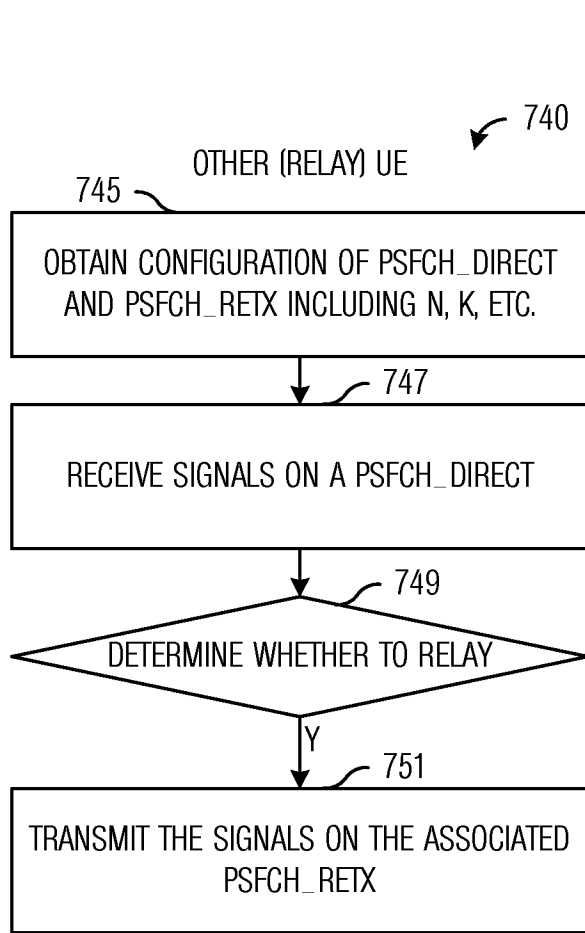 740
OTHER (RELAY) UE
745
OBTAIN CONFIGURATION OF PSFCH_DIRECT
AND PSFCH_RETX INCLUDING N, K, ETC.
747
RECEIVE SIGNALS ON A PSFCH_DIRECT
749
DETERMINE WHETHER TO RELAY
Y
751
TRANSMIT THE SIGNALS ON THE ASSOCIATED
PSFCH_RETX